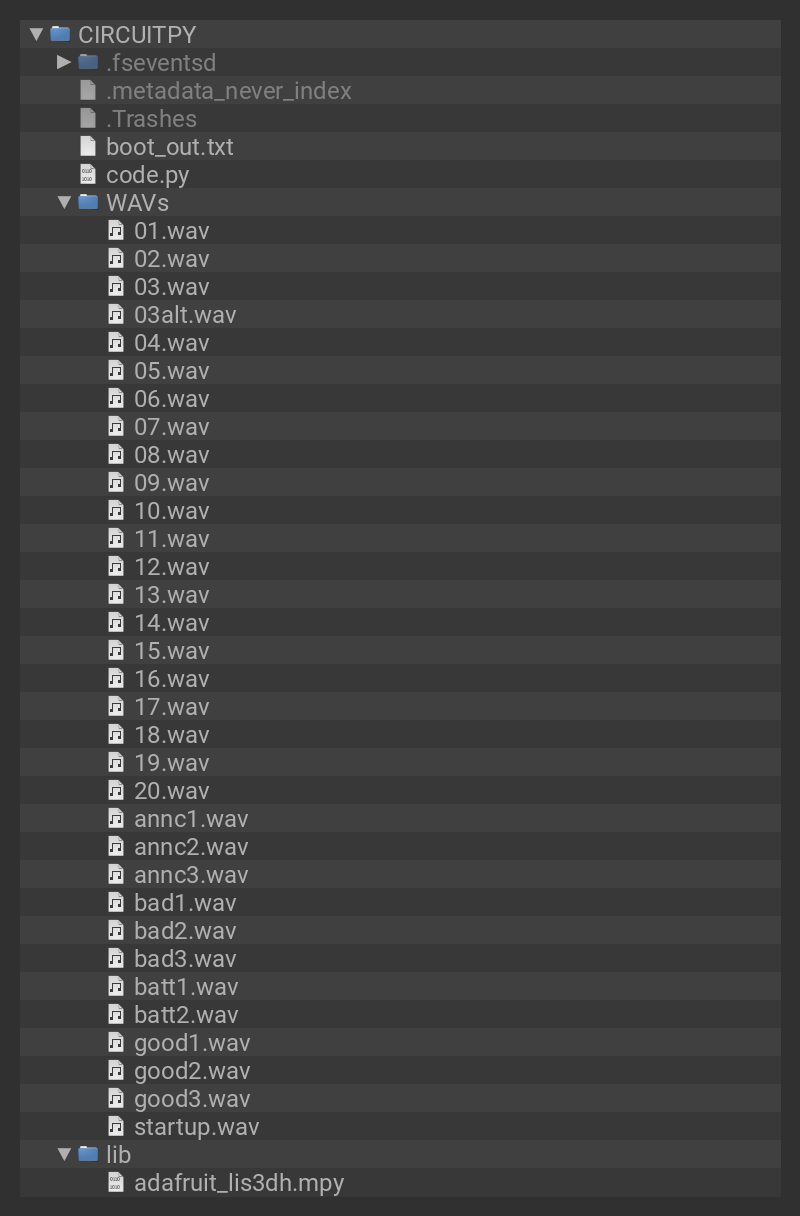 CIRCUITPY
.fseventsd
.metadata_never_index
.Trashes
boot_out.txt
code.py
WAVs
01.wav
02.wav
03.wav
03alt.wav
04.wav
05.wav
06.wav
07.wav
08.wav
09.wav
10.wav
11.wav
12.wav
13.wav
14.wav
15.wav
16.wav
17.wav
18.wav
19.wav
20.wav
annc1.wav
annc2.wav
annc3.wav
bad1.wav
bad2.wav
bad3.wav
batt1.wav
batt2.wav
good1.wav
good2.wav
good3.wav
startup.wav
lib
adafruit_lis3dh.mpy